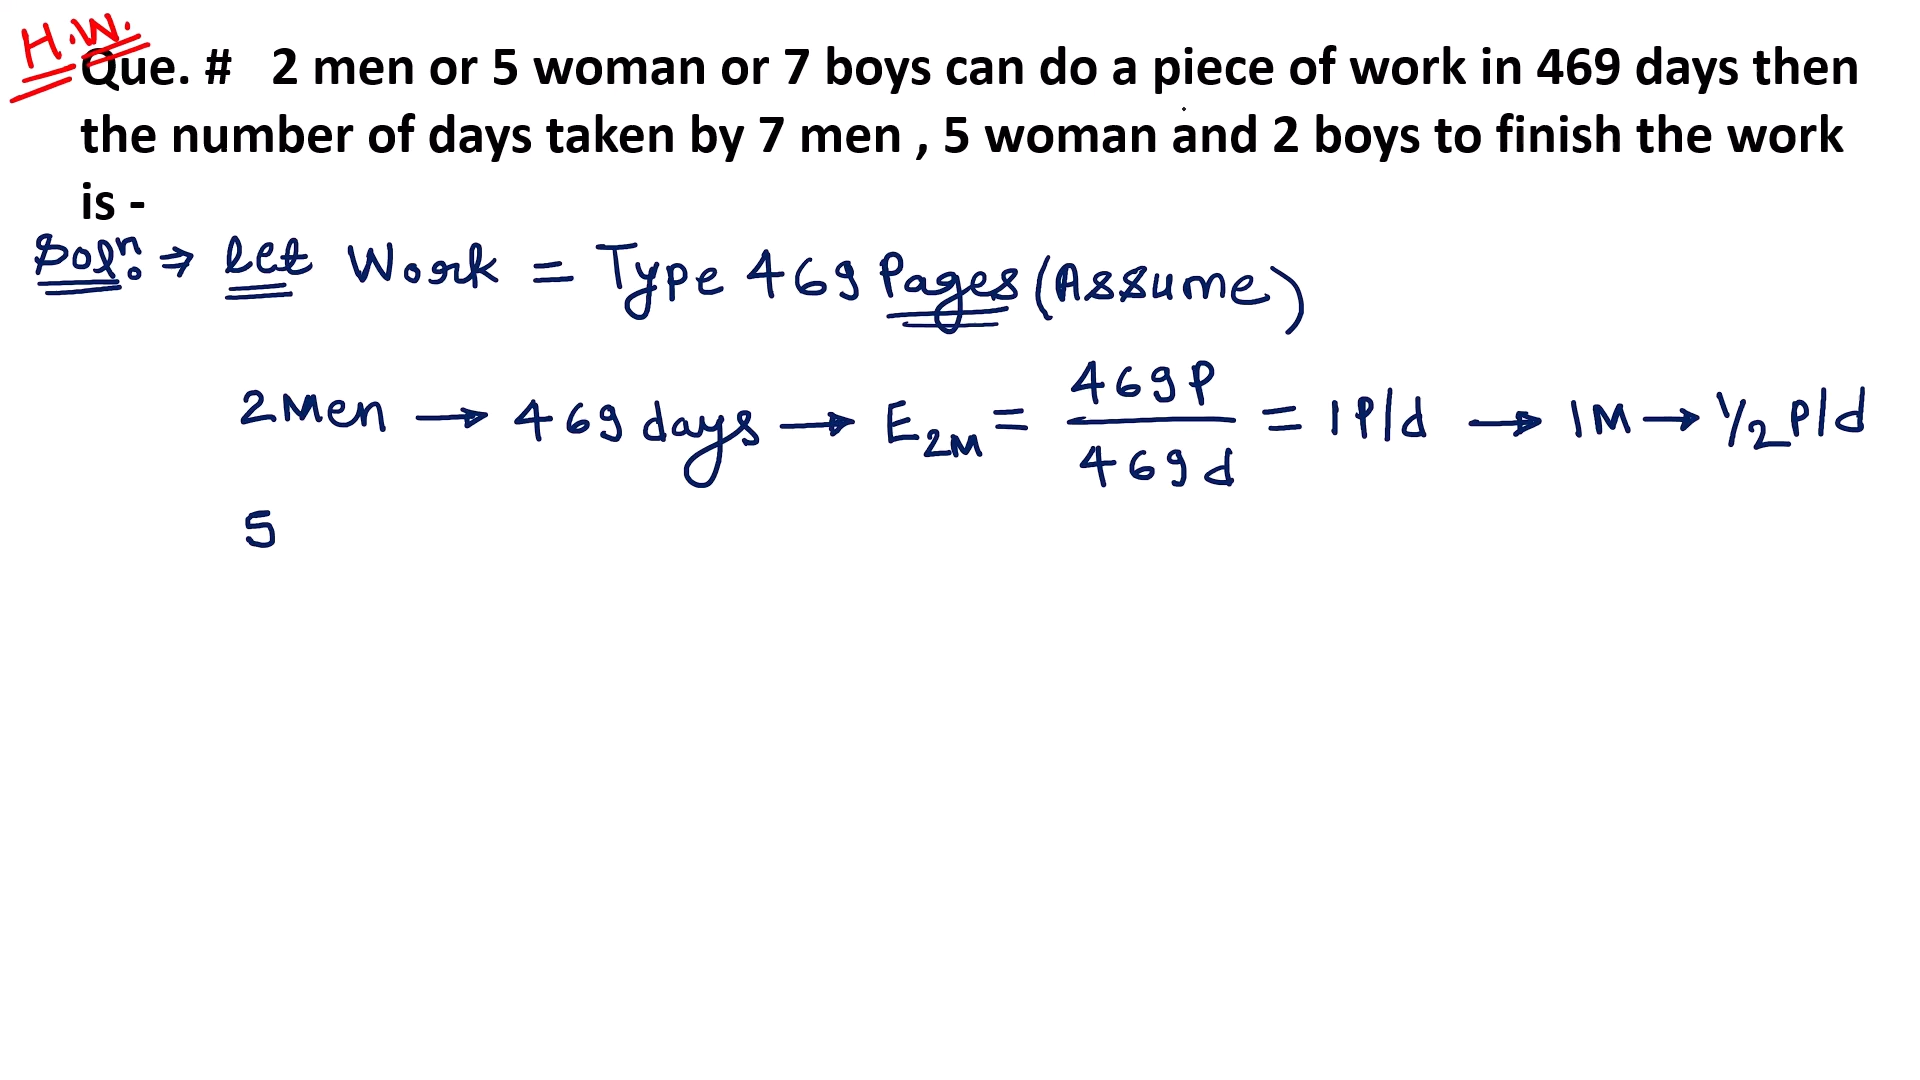 H.W.
Que. # 2 men or 5 woman or 7 boys can do a piece of work in 469 days then
the number of days taken by 7 men , 5 woman and 2 boys to finish the work
is -
Solⁿ. ⇒ let Work = Type 469 Pages (Assume)
2Men → 469 days → E₂ₘ = 469P/469d = 1P/d → 1M → 1/2 P/d
5